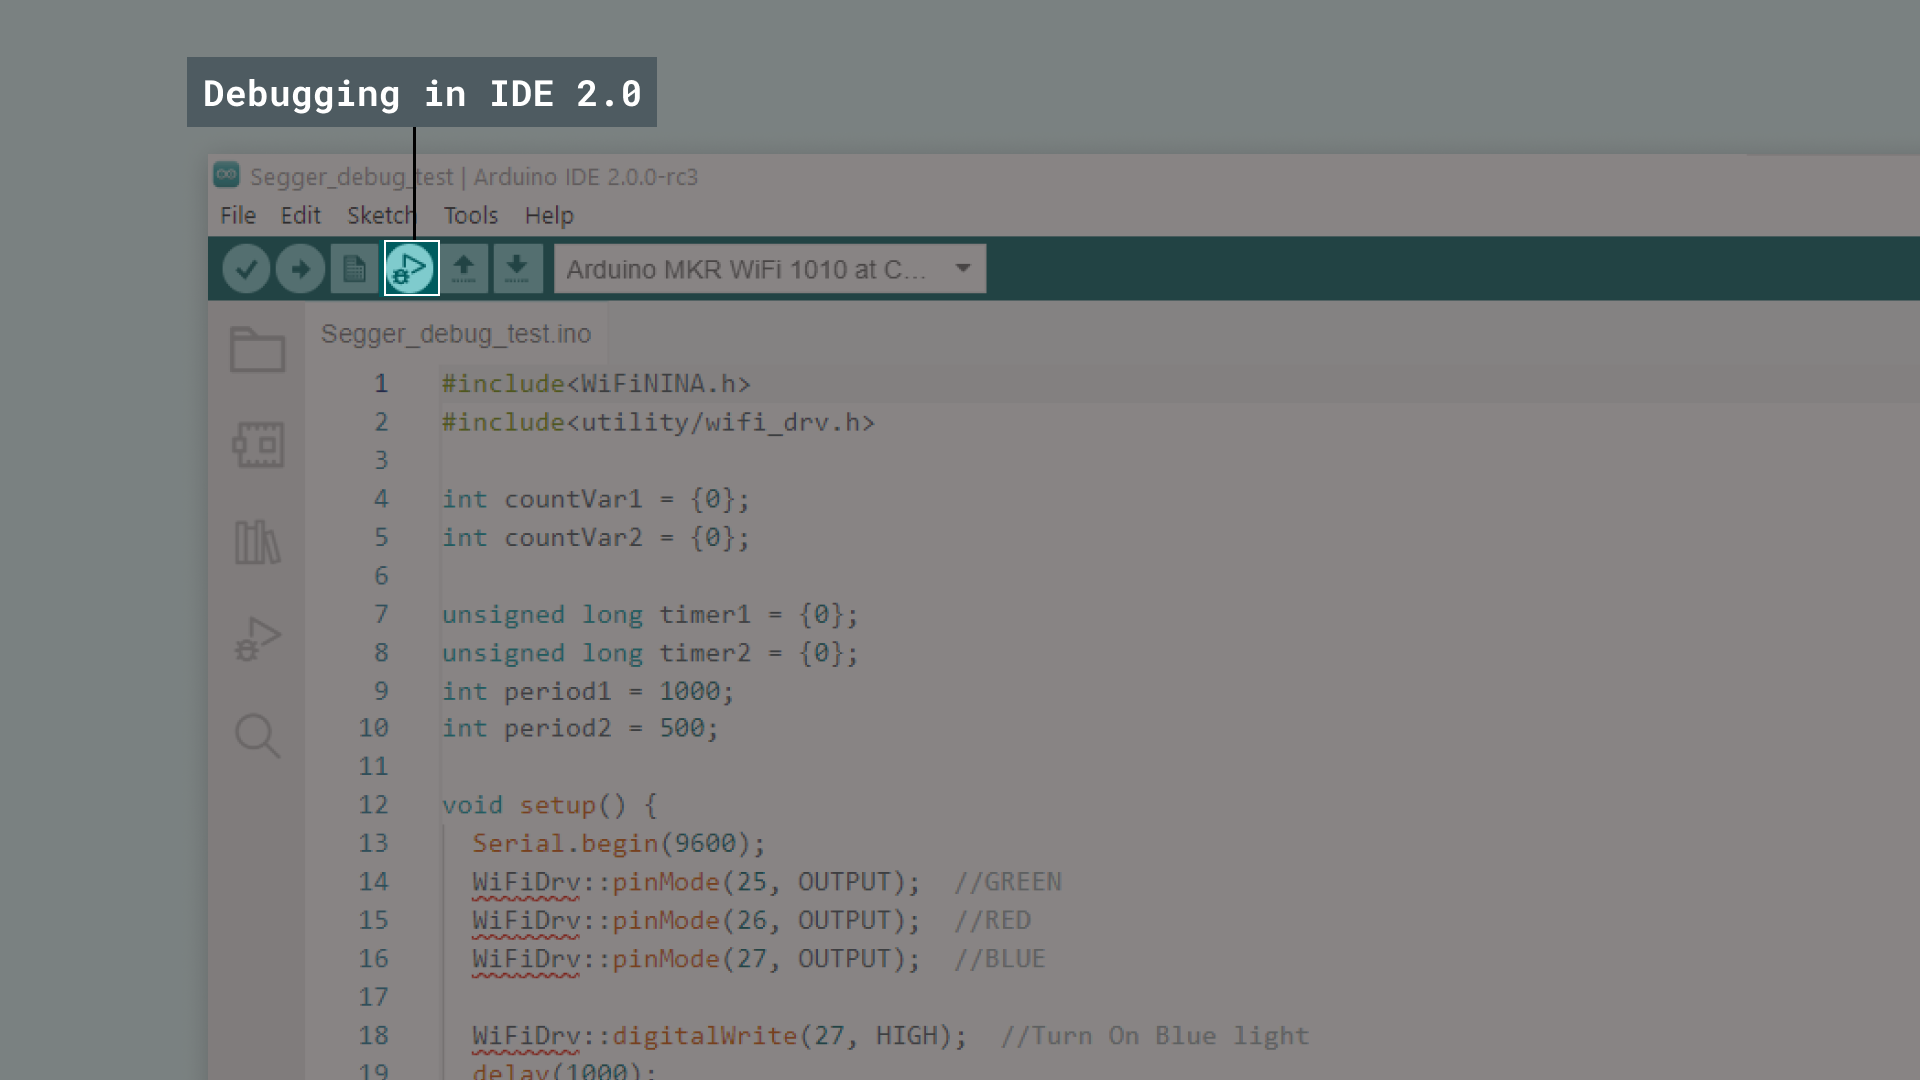 Debugging in IDE 2.0
Segger_debug_test | Arduino IDE 2.0.0-rc3
File Edit Sketch Tools Help
Arduino MKR WiFi 1010 at C...
Segger_debug_test.ino
1 #include<WiFiNINA.h>
2 #include<utility/wifi_drv.h>
3
4 int countVar1 = {0};
5 int countVar2 = {0};
6
7 unsigned long timer1 = {0};
8 unsigned long timer2 = {0};
9 int period1 = 1000;
10 int period2 = 500;
11
12 void setup() {
13 Serial.begin(9600);
14 WiFiDrv::pinMode(25, OUTPUT); //GREEN
15 WiFiDrv::pinMode(26, OUTPUT); //RED
16 WiFiDrv::pinMode(27, OUTPUT); //BLUE
17
18 WiFiDrv::digitalWrite(27, HIGH); //Turn On Blue light
19 delay(1000);